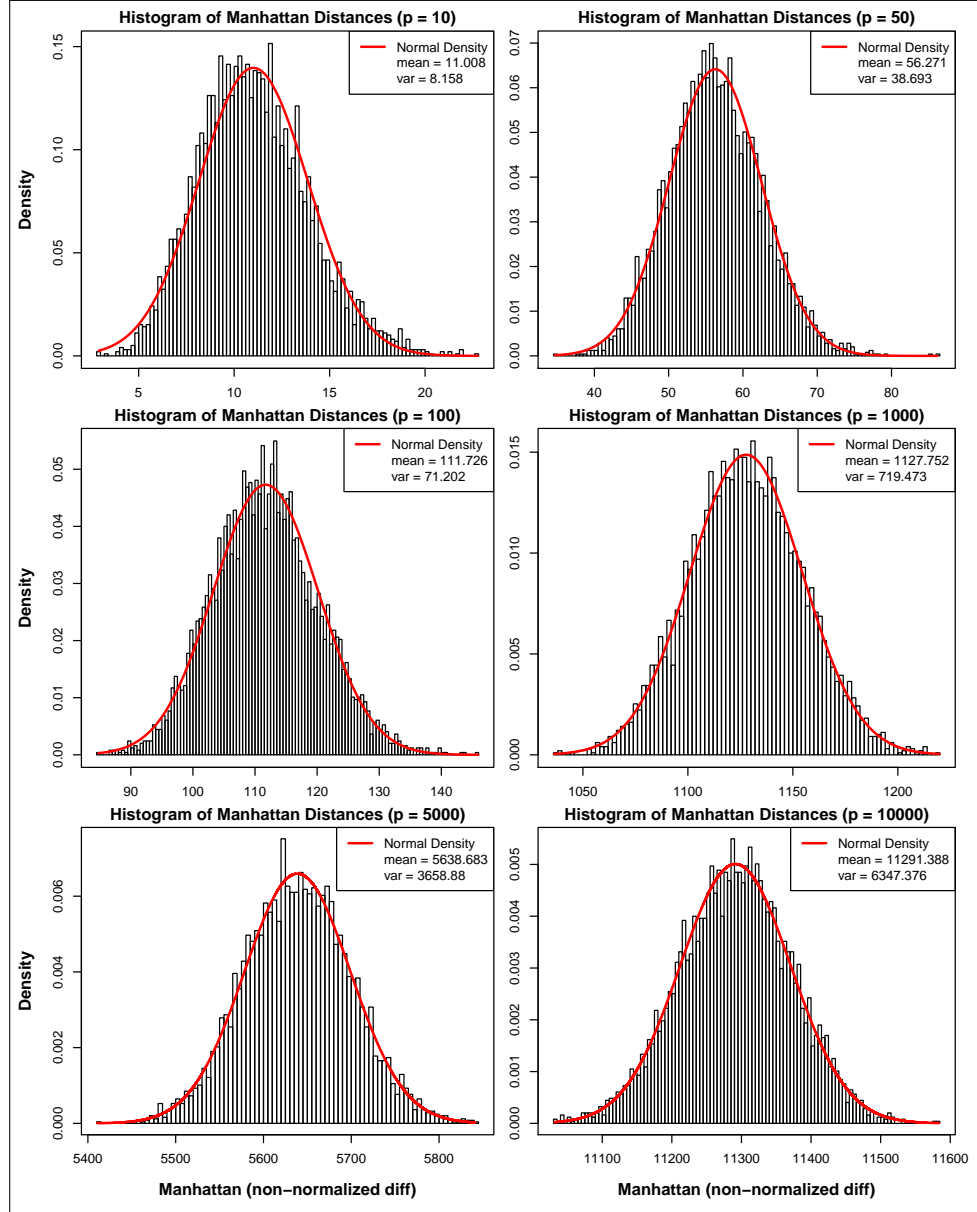 Histogram of Manhattan Distances (p = 10)
Density
0.00 0.05 0.10 0.15
5 10 15 20
Normal Density
mean = 11.008
var = 8.158
Histogram of Manhattan Distances (p = 50)
0.00 0.01 0.02 0.03 0.04 0.05 0.06 0.07
40 50 60 70 80
Normal Density
mean = 56.271
var = 38.693
Histogram of Manhattan Distances (p = 100)
Density
0.00 0.01 0.02 0.03 0.04 0.05
90 100 110 120 130 140
Normal Density
mean = 111.726
var = 71.202
Histogram of Manhattan Distances (p = 1000)
0.000 0.005 0.010 0.015
1050 1100 1150 1200
Normal Density
mean = 1127.752
var = 719.473
Histogram of Manhattan Distances (p = 5000)
Density
0.000 0.002 0.004 0.006
5400 5500 5600 5700 5800
Normal Density
mean = 5638.683
var = 3658.88
Manhattan (non−normalized diff)
Histogram of Manhattan Distances (p = 10000)
0.000 0.001 0.002 0.003 0.004 0.005
11100 11200 11300 11400 11500 11600
Normal Density
mean = 11291.388
var = 6347.376
Manhattan (non−normalized diff)